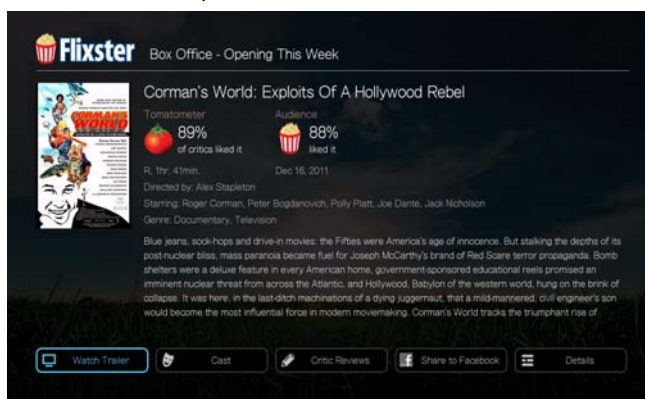 Flixster Box Office - Opening This Week
Corman's World: Exploits Of A Hollywood Rebel
Tomatometer Audience
89% 88%
of critics liked it liked it
R, 1hr. 41min. Dec 16, 2011
Directed by: Alex Stapleton
Starring: Roger Corman, Peter Bogdanovich, Polly Platt, Joe Dante, Jack Nicholson
Genre: Documentary, Television
Blue jeans, sock-hops and drive-in movies: the Fifties were America's age of innocence. But stalking the depths of its
post-nuclear bliss, mass paranoia became fuel for Joseph McCarthy's brand of Red Scare terror propaganda. Bomb
shelters were a deluxe feature in every American home, government-sponsored educational reels promised an
imminent nuclear threat from across the Atlantic, and Hollywood, Babylon of the western world, hung on the brink of
collapse. It was here, in the last-ditch machinations of a dying juggernaut, that a mild-mannered, civil engineer's son
would become the most influential force in modern moviemaking. Corman's World tracks the triumphant rise of
Watch Trailer Cast Critic Reviews Share to Facebook Details
CORMAN'S
WORLD